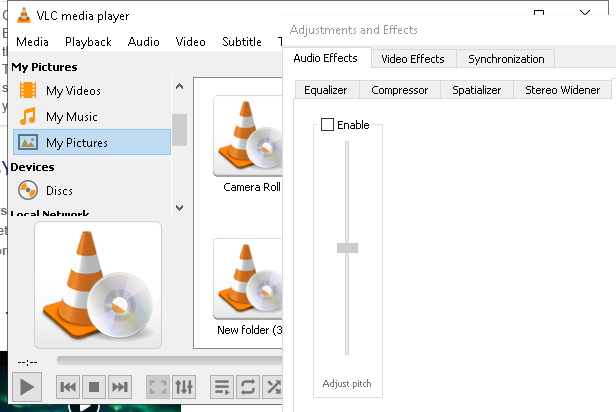 VLC media player
Media Playback Audio Video Subtitle
My Pictures
My Videos
My Music
My Pictures
Devices
Discs
Local Network
Camera Roll
New folder (3
--:--
Adjustments and Effects
Audio Effects Video Effects Synchronization
Equalizer Compressor Spatializer Stereo Widener
Enable
Adjust pitch